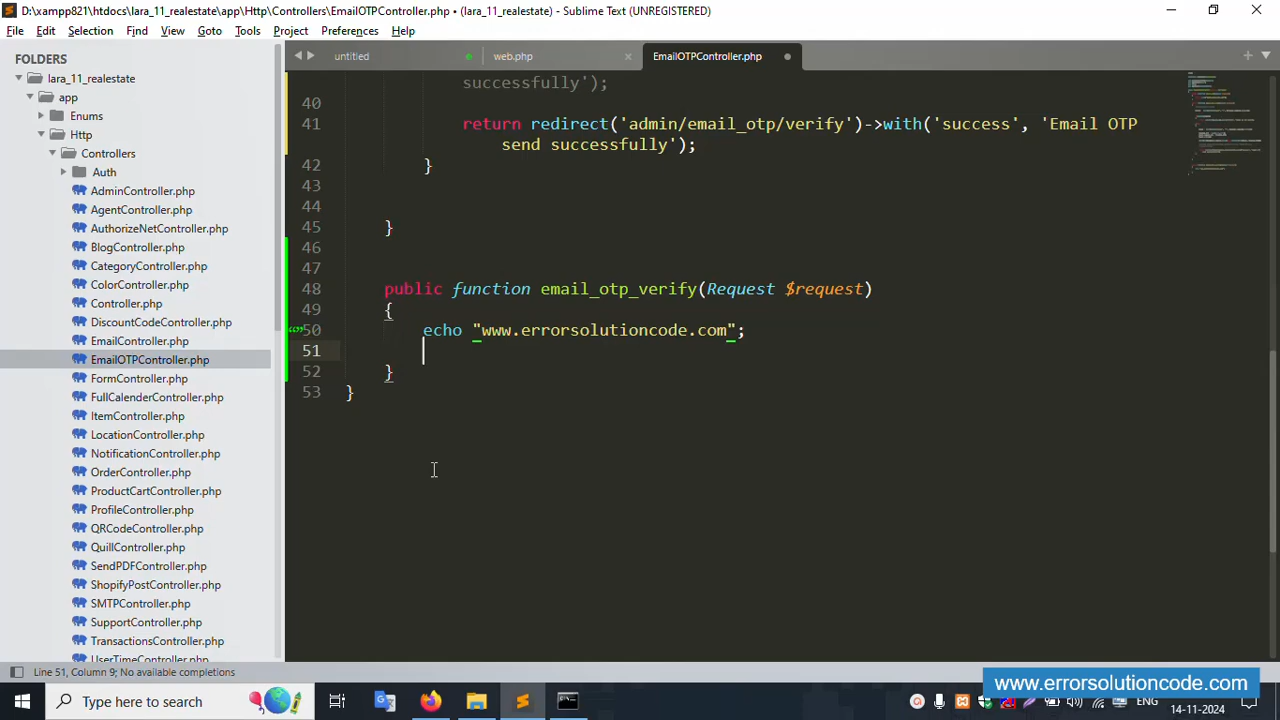 D:\xampp821\htdocs\lara_11_realestate\app\Http\Controllers\EmailOTPController.php • (lara_11_realestate) - Sublime Text (UNREGISTERED)
File Edit Selection Find View Goto Tools Project Preferences Help
FOLDERS
lara_11_realestate
app
Enums
Http
Controllers
Auth
AdminController.php
AgentController.php
AuthorizeNetController.php
BlogController.php
CategoryController.php
ColorController.php
Controller.php
DiscountCodeController.php
EmailController.php
EmailOTPController.php
FormController.php
FullCalenderController.php
ItemController.php
LocationController.php
NotificationController.php
OrderController.php
ProductCartController.php
ProfileController.php
QRCodeController.php
QuillController.php
SendPDFController.php
ShopifyPostController.php
SMTPController.php
SupportController.php
TransactionsController.php
UserTimeController.php
untitled web.php EmailOTPController.php
successfully');
40
41 return redirect('admin/email_otp/verify')->with('success', 'Email OTP
send successfully');
42 }
43
44
45 }
46
47
48 public function email_otp_verify(Request $request)
49 {
50 echo "www.errorsolutioncode.com";
51
52 }
53 }
Line 51, Column 9; No available completions
www.errorsolutioncode.com
Type here to search
ENG
14-11-2024